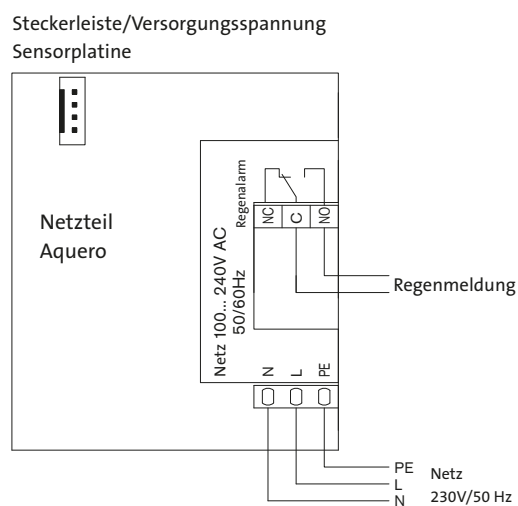 Steckerleiste/Versorgungsspannung
Sensorplatine
Netzteil
Aquero
Regenalarm
NC
C
NO
Regenmeldung
Netz 100... 240V AC
50/60Hz
N
L
PE
PE
L
N
Netz
230V/50 Hz